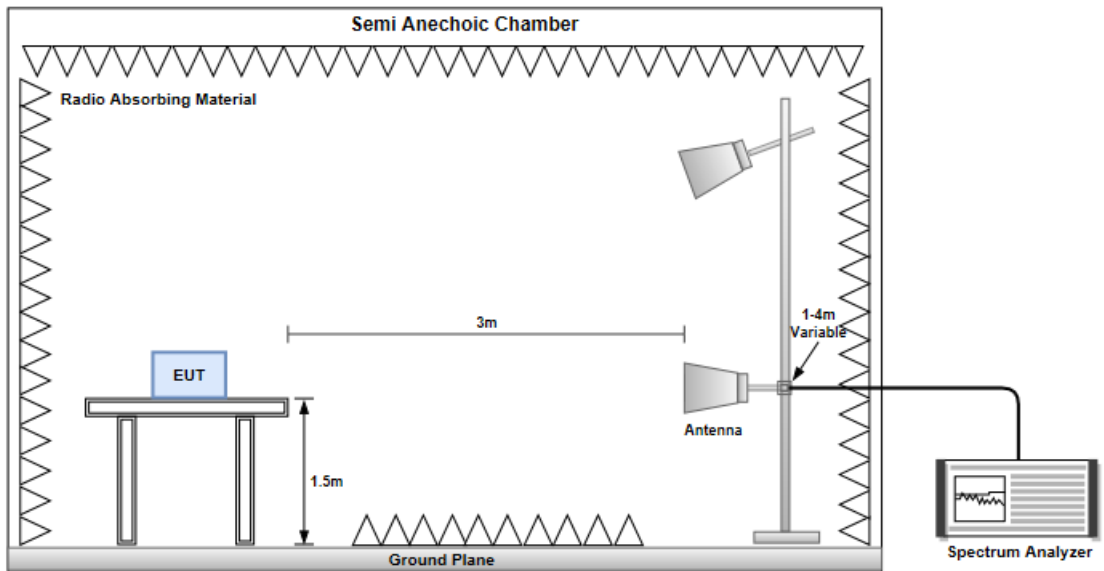 Semi Anechoic Chamber
Radio Absorbing Material
3m
1-4m
Variable
EUT
Antenna
1.5m
Ground Plane
Spectrum Analyzer